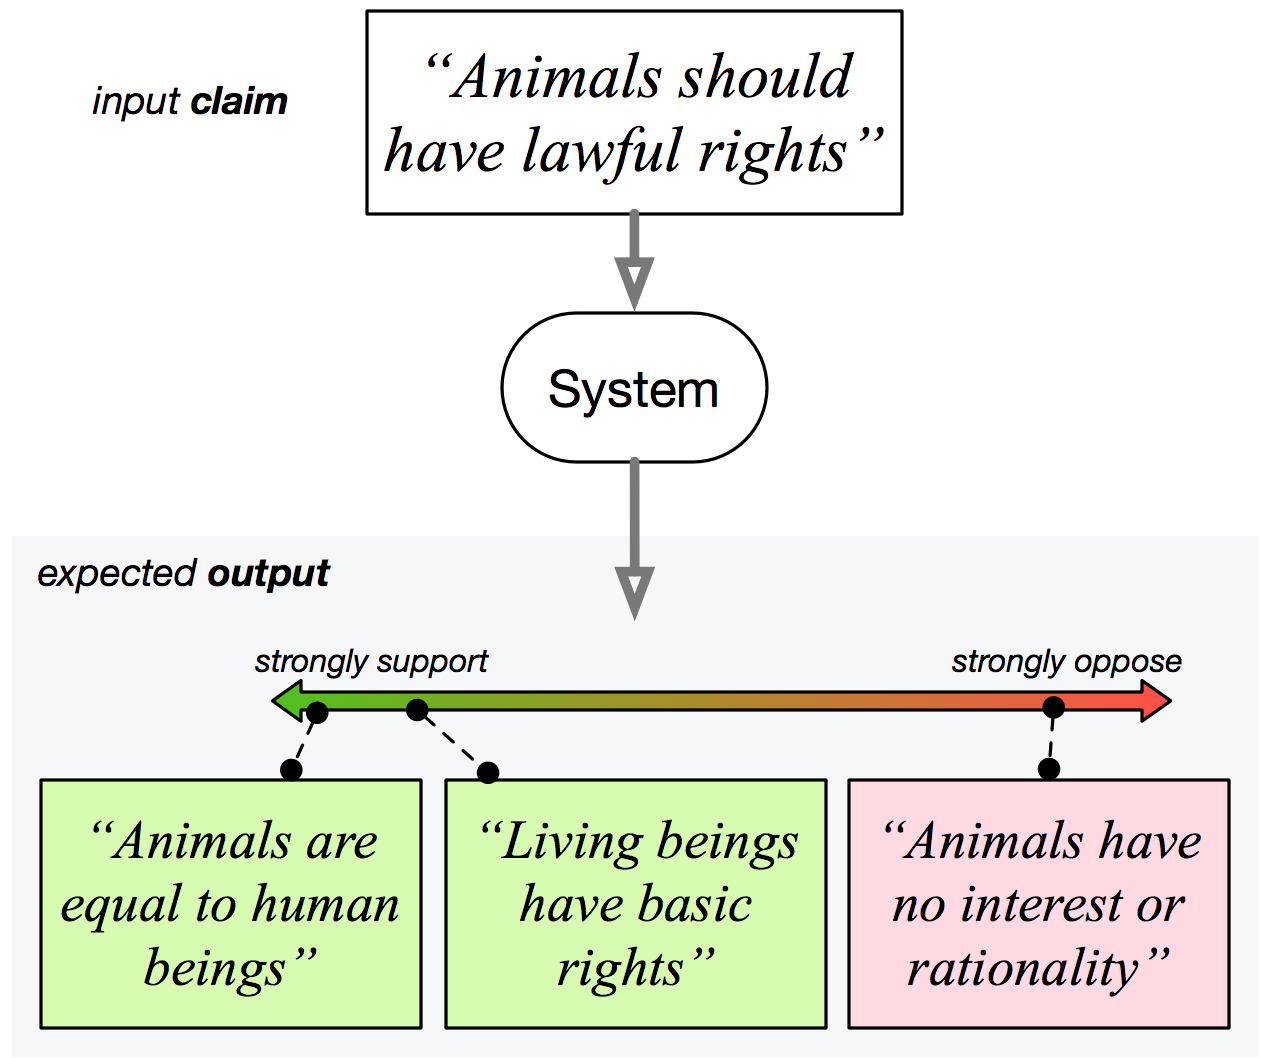 input claim
“Animals should
have lawful rights”
System
expected output
strongly support
strongly oppose
“Animals are
equal to human
beings”
“Living beings
have basic
rights”
“Animals have
no interest or
rationality”